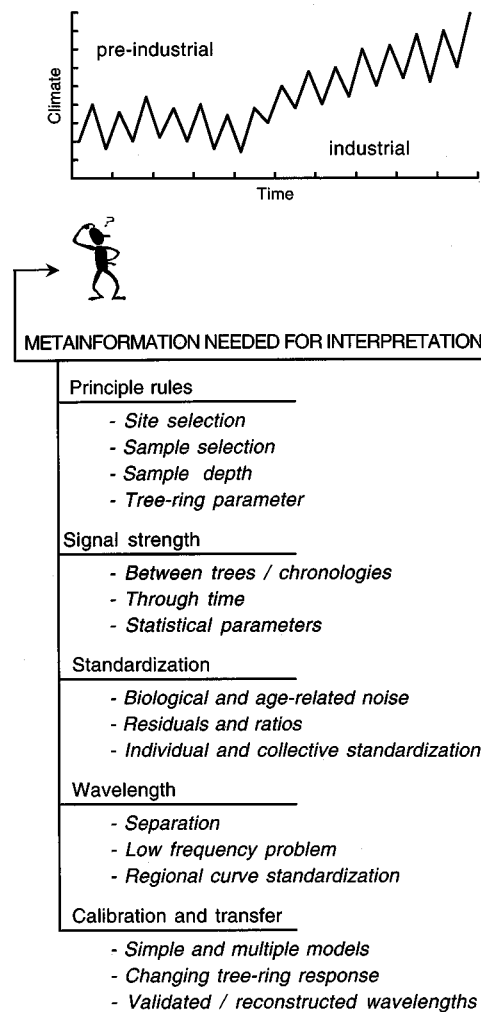 pre-industrial
Climate
industrial
Time
?
METAINFORMATION NEEDED FOR INTERPRETATION
Principle rules
- Site selection
- Sample selection
- Sample depth
- Tree-ring parameter
Signal strength
- Between trees / chronologies
- Through time
- Statistical parameters
Standardization
- Biological and age-related noise
- Residuals and ratios
- Individual and collective standardization
Wavelength
- Separation
- Low frequency problem
- Regional curve standardization
Calibration and transfer
- Simple and multiple models
- Changing tree-ring response
- Validated / reconstructed wavelengths